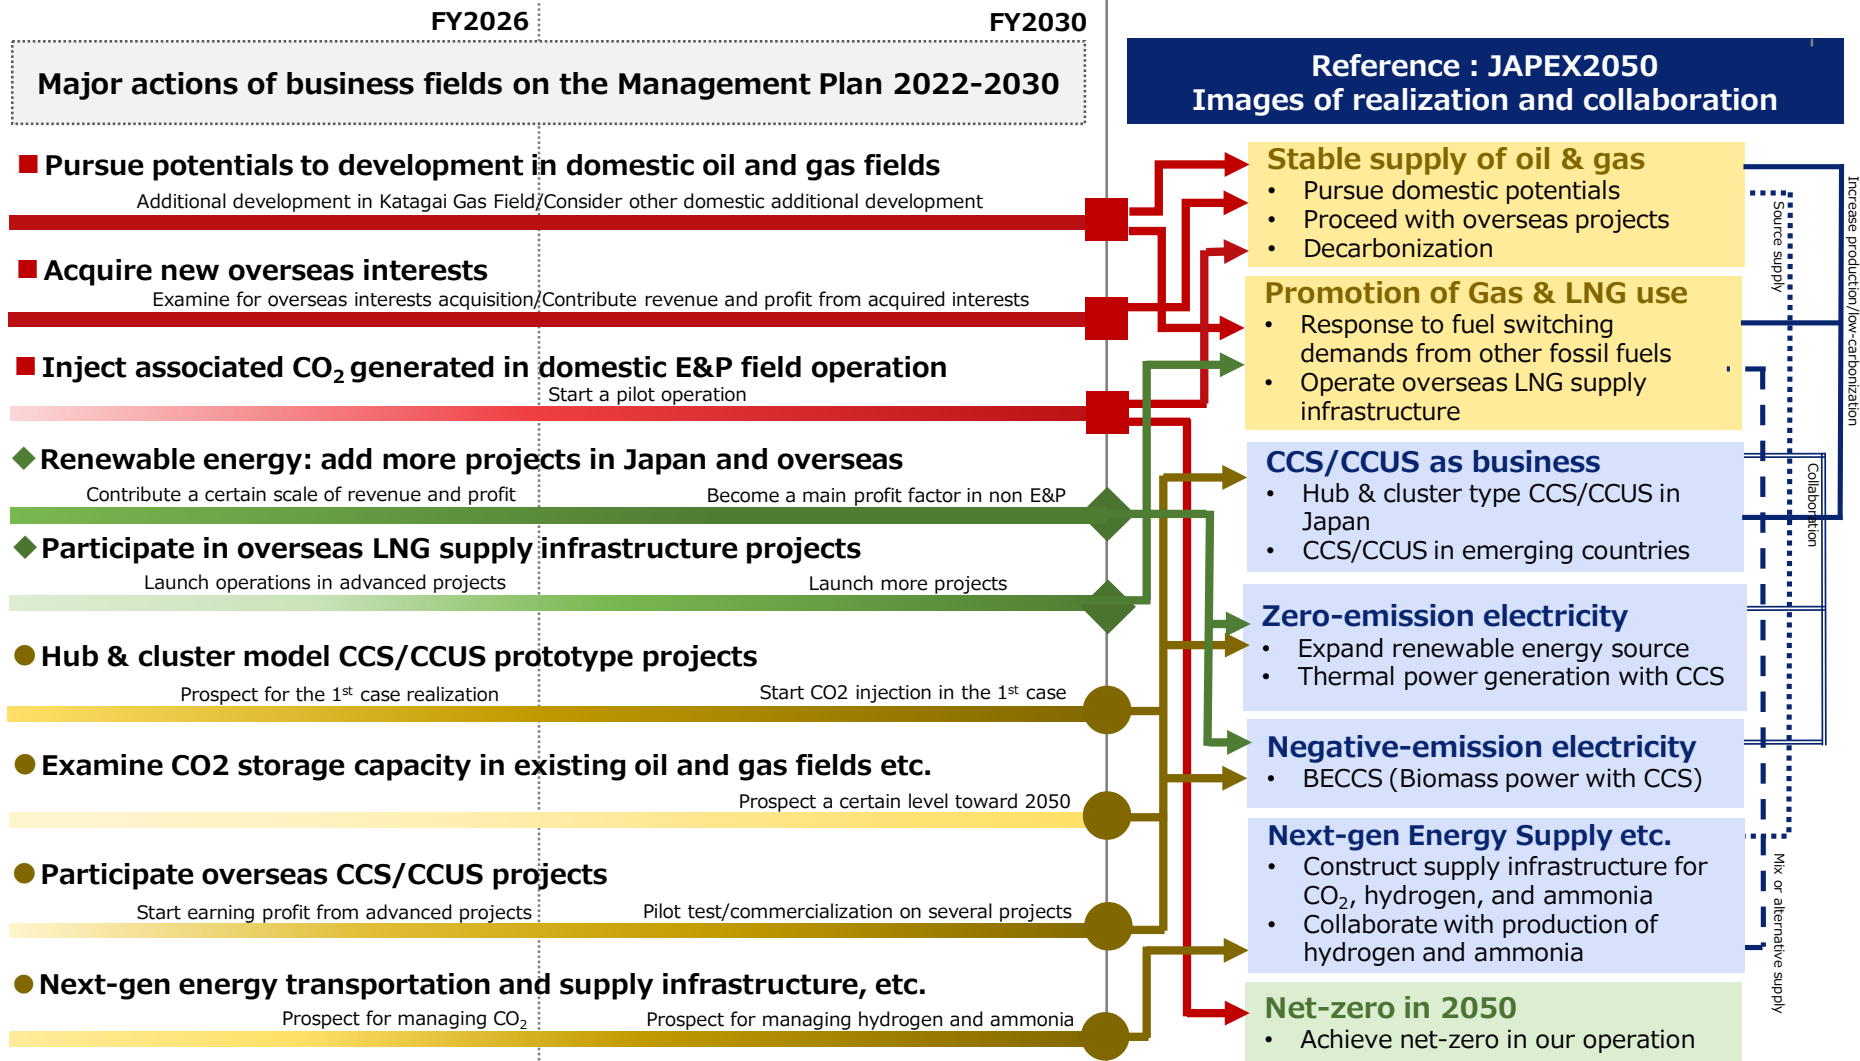 FY2026
FY2030
Major actions of business fields on the Management Plan 2022-2030
■ Pursue potentials to development in domestic oil and gas fields
Additional development in Katagai Gas Field/Consider other domestic additional development
■ Acquire new overseas interests
Examine for overseas interests acquisition/Contribute revenue and profit from acquired interests
■ Inject associated CO₂ generated in domestic E&P field operation
Start a pilot operation
◆ Renewable energy: add more projects in Japan and overseas
Contribute a certain scale of revenue and profit
Become a main profit factor in non E&P
◆ Participate in overseas LNG supply infrastructure projects
Launch operations in advanced projects
Launch more projects
● Hub & cluster model CCS/CCUS prototype projects
Prospect for the 1st case realization
Start CO2 injection in the 1st case
● Examine CO2 storage capacity in existing oil and gas fields etc.
Prospect a certain level toward 2050
● Participate overseas CCS/CCUS projects
Start earning profit from advanced projects
Pilot test/commercialization on several projects
● Next-gen energy transportation and supply infrastructure, etc.
Prospect for managing CO₂
Prospect for managing hydrogen and ammonia
Reference : JAPEX2050
Images of realization and collaboration
Stable supply of oil & gas
• Pursue domestic potentials
• Proceed with overseas projects
• Decarbonization
Promotion of Gas & LNG use
• Response to fuel switching
demands from other fossil fuels
• Operate overseas LNG supply
infrastructure
CCS/CCUS as business
• Hub & cluster type CCS/CCUS in
Japan
• CCS/CCUS in emerging countries
Zero-emission electricity
• Expand renewable energy source
• Thermal power generation with CCS
Negative-emission electricity
• BECCS (Biomass power with CCS)
Next-gen Energy Supply etc.
• Construct supply infrastructure for
CO₂, hydrogen, and ammonia
• Collaborate with production of
hydrogen and ammonia
Net-zero in 2050
• Achieve net-zero in our operation
Source supply
Increase production/low-carbonization
Collaboration
Mix or alternative supply